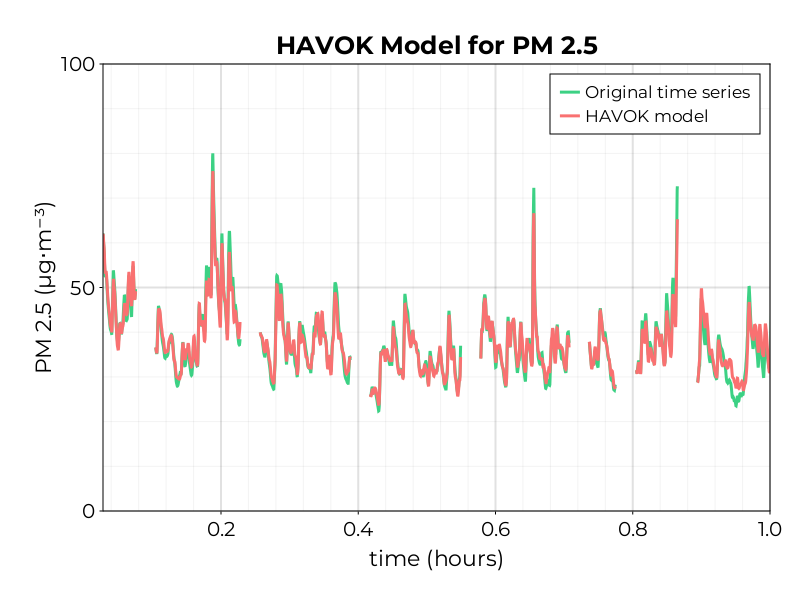 HAVOK Model for PM 2.5
100
50
0
PM 2.5 (μg⋅m⁻³)
Original time series
HAVOK model
0.2
0.4
0.6
0.8
1.0
time (hours)